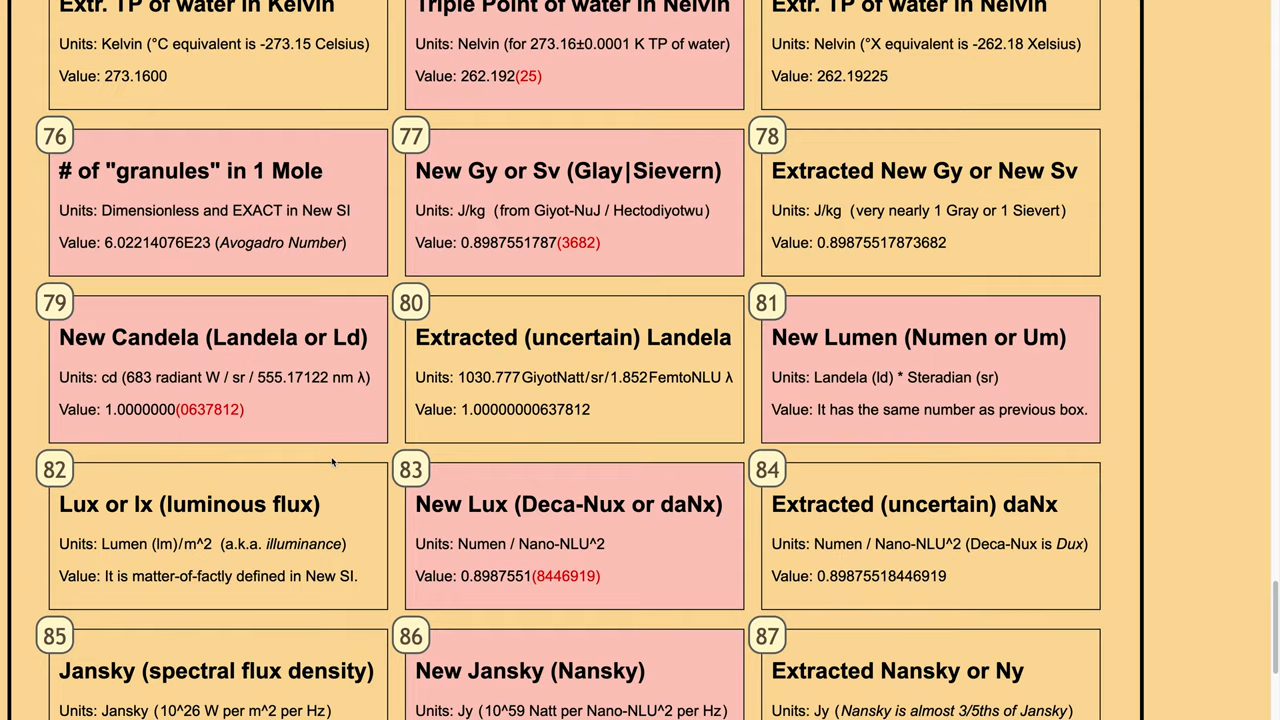 Extr. TP of water in Kelvin
Units: Kelvin (°C equivalent is -273.15 Celsius)
Value: 273.1600
Triple Point of water in Nelvin
Units: Nelvin (for 273.16±0.0001 K TP of water)
Value: 262.192(25)
Extr. TP of water in Nelvin
Units: Nelvin (°X equivalent is -262.18 Xelsius)
Value: 262.19225
76
# of "granules" in 1 Mole
Units: Dimensionless and EXACT in New SI
Value: 6.02214076E23 (Avogadro Number)
77
New Gy or Sv (Glay|Sievern)
Units: J/kg (from Giyot-NuJ / Hectodiyotwu)
Value: 0.8987551787(3682)
78
Extracted New Gy or New Sv
Units: J/kg (very nearly 1 Gray or 1 Sievert)
Value: 0.89875517873682
79
New Candela (Landela or Ld)
Units: cd (683 radiant W / sr / 555.17122 nm λ)
Value: 1.0000000(0637812)
80
Extracted (uncertain) Landela
Units: 1030.777GiyotNatt/sr/1.852FemtoNLU λ
Value: 1.00000000637812
81
New Lumen (Numen or Um)
Units: Landela (ld) * Steradian (sr)
Value: It has the same number as previous box.
82
Lux or lx (luminous flux)
Units: Lumen (lm)/m^2 (a.k.a. illuminance)
Value: It is matter-of-factly defined in New SI.
83
New Lux (Deca-Nux or daNx)
Units: Numen / Nano-NLU^2
Value: 0.8987551(8446919)
84
Extracted (uncertain) daNx
Units: Numen / Nano-NLU^2 (Deca-Nux is Dux)
Value: 0.89875518446919
85
Jansky (spectral flux density)
Units: Jansky (10^26 W per m^2 per Hz)
86
New Jansky (Nansky)
Units: Jy (10^59 Natt per Nano-NLU^2 per Hz)
87
Extracted Nansky or Ny
Units: Jy (Nansky is almost 3/5ths of Jansky)